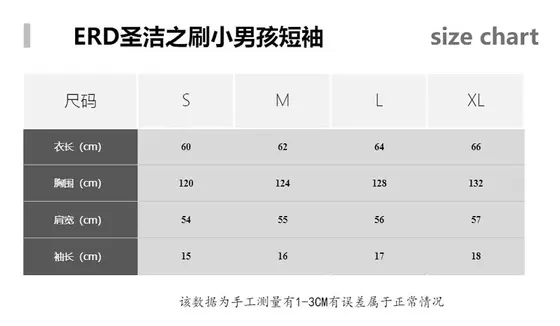 ERD圣洁之刷小男孩短袖 size chart
尺码 S M L XL
衣长 (cm) 60 62 64 66
胸围 (cm) 120 124 128 132
肩宽 (cm) 54 55 56 57
袖长 (cm) 15 16 17 18
该数据为手工测量有1-3CM有误差属于正常情况